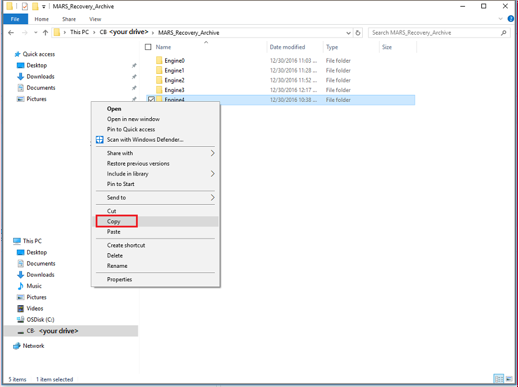 MARS_Recovery_Archive
File
Home
Share
View
This PC > CB <your drive> > MARS_Recovery_Archive
Search MARS_Recovery_Archive
Name
Date modified
Type
Size
Quick access
Desktop
Downloads
Documents
Pictures
Engine0 12/30/2016 11:03 ... File folder
Engine1 12/30/2016 11:28 ... File folder
Engine2 12/30/2016 11:52 ... File folder
Engine3 12/30/2016 12:17 ... File folder
Engine4 12/30/2016 10:38 ... File folder
Open
Open in new window
Pin to Quick access
Scan with Windows Defender...
Share with
Restore previous versions
Include in library
Pin to Start
Send to
Cut
Copy
Paste
Create shortcut
Delete
Rename
Properties
This PC
Desktop
Documents
Downloads
Music
Pictures
Videos
OSDisk (C:)
CB- <your drive>
Network
5 items
1 item selected